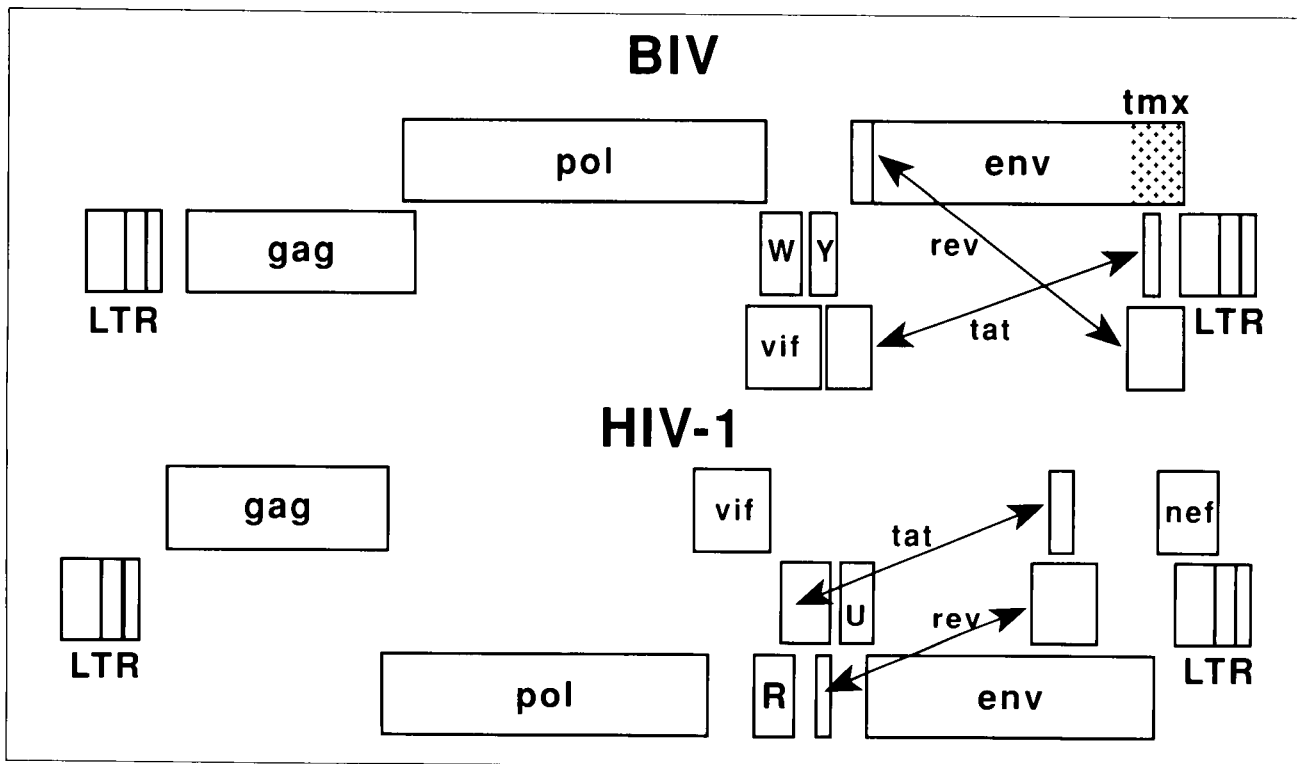 BIV
tmx
pol
env
gag
W
Y
rev
LTR
LTR
vif
tat
HIV-1
gag
vif
nef
tat
U
rev
LTR
LTR
pol
R
env